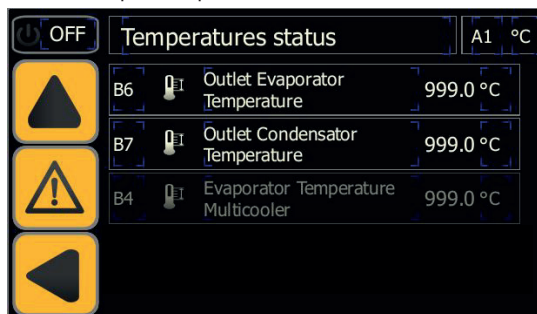 OFF Temperatures status A1 °C
B6 Outlet Evaporator Temperature 999.0 °C
B7 Outlet Condensator Temperature 999.0 °C
B4 Evaporator Temperature Multicooler 999.0 °C